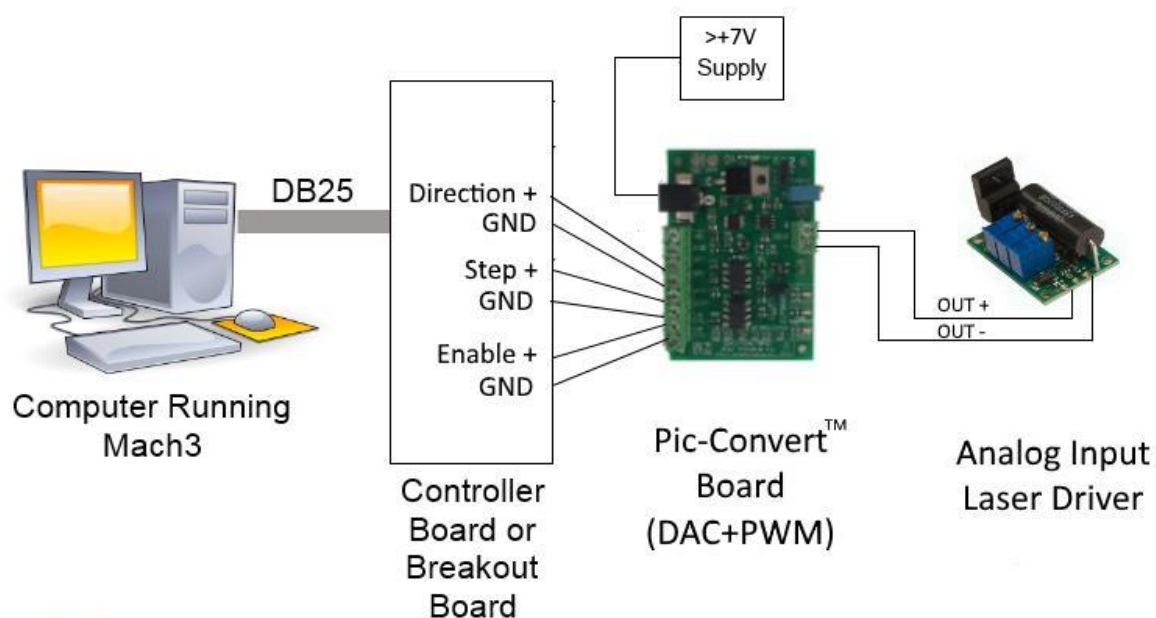 >+7V
Supply
DB25
Direction +
GND
Step +
GND
Enable +
GND
OUT +
OUT -
Computer Running
Mach3
Controller
Board or
Breakout
Board
Pic-Convert™
Board
(DAC+PWM)
Analog Input
Laser Driver